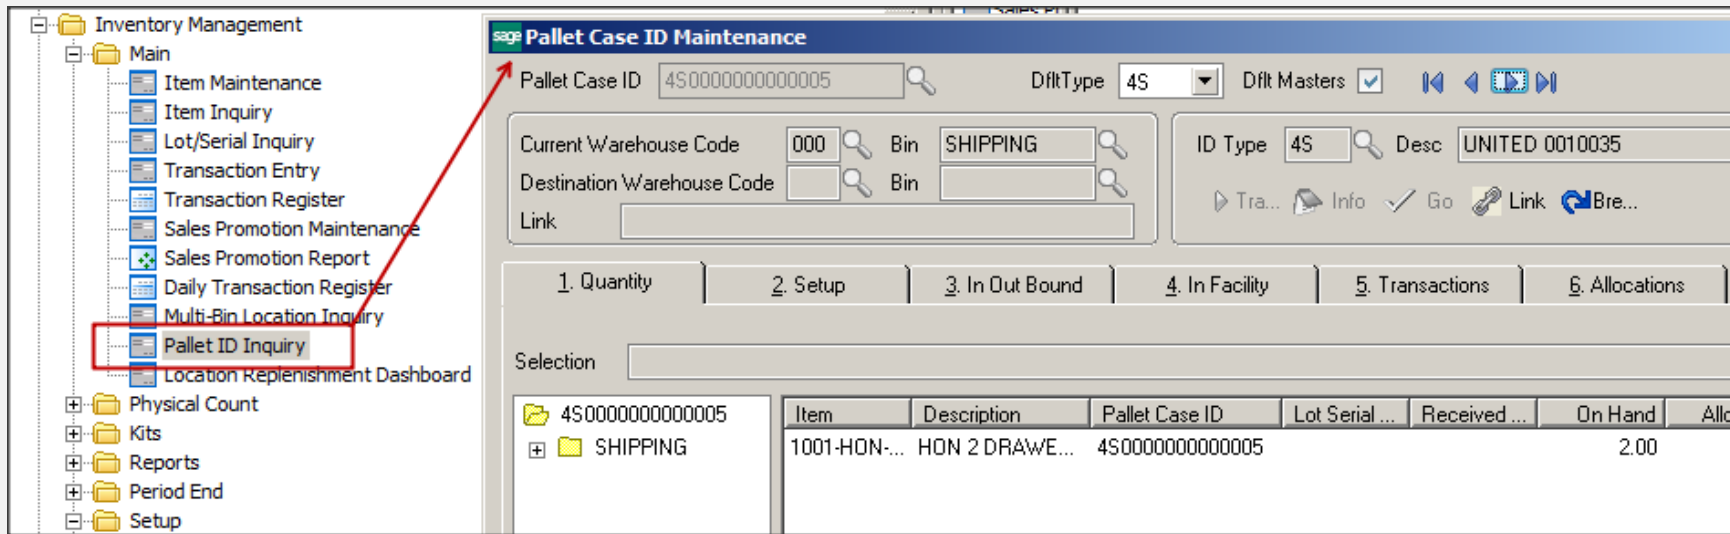 Inventory Management
Main
Item Maintenance
Item Inquiry
Lot/Serial Inquiry
Transaction Entry
Transaction Register
Sales Promotion Maintenance
Sales Promotion Report
Daily Transaction Register
Multi-Bin Location Inquiry
Pallet ID Inquiry
Location Replenishment Dashboard
Physical Count
Kits
Reports
Period End
Setup
sage Pallet Case ID Maintenance
Pallet Case ID 4S0000000000005 DfltType 4S Dflt Masters
Current Warehouse Code 000 Bin SHIPPING
Destination Warehouse Code Bin
Link
ID Type 4S Desc UNITED 0010035
Tra... Info Go Link Bre...
1. Quantity 2. Setup 3. In Out Bound 4. In Facility 5. Transactions 6. Allocations
Selection
4S0000000000005
SHIPPING
Item Description Pallet Case ID Lot Serial ... Received ... On Hand Allo
1001-HON-... HON 2 DRAWE... 4S0000000000005 2.00